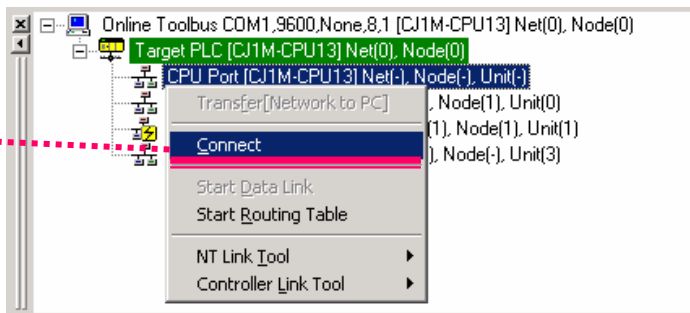 Online Toolbus COM1,9600,None,8,1 [CJ1M-CPU13] Net(0), Node(0)
Target PLC [CJ1M-CPU13] Net(0), Node(0)
CPU Port [CJ1M-CPU13] Net(-), Node(-), Unit(-)
Transfer[Network to PC]
, Node(1), Unit(0)
(1), Node(1), Unit(1)
Connect
), Node(-), Unit(3)
Start Data Link
Start Routing Table
NT Link Tool
Controller Link Tool